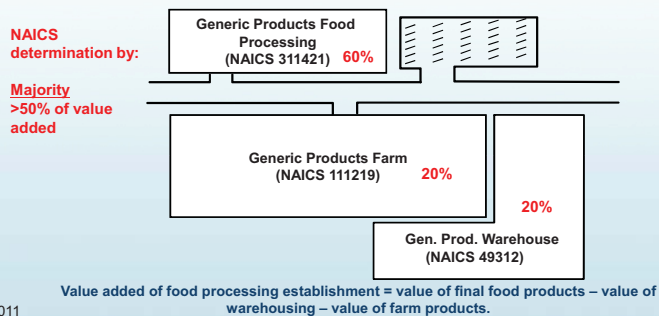 NAICS
determination by:
Majority
>50% of value
added
Generic Products Food
Processing
(NAICS 311421) 60%
Generic Products Farm
(NAICS 111219) 20%
20%
Gen. Prod. Warehouse
(NAICS 49312)
Value added of food processing establishment = value of final food products – value of
warehousing – value of farm products.
011